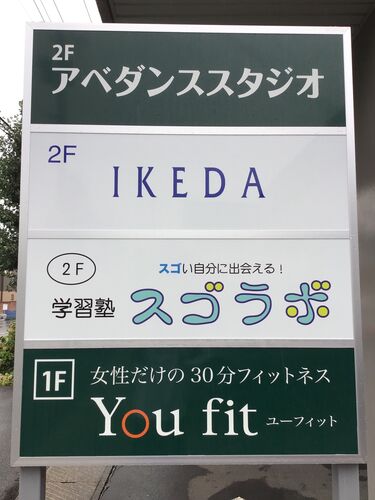 2F
アベダンススタジオ
2F
IKEDA
2F
スゴい自分に出会える!
学習塾 スゴラボ
1F
女性だけの30分フィットネス
You fit ユーフィット